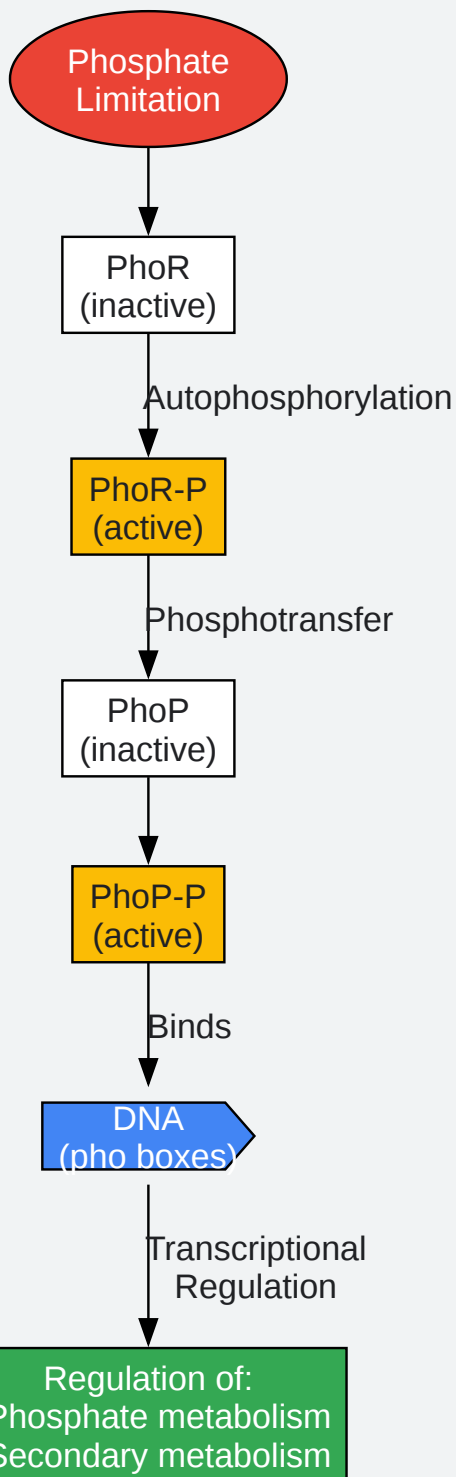 Phosphate
Limitation
PhoR
(inactive)
Autophosphorylation
PhoR-P
(active)
Phosphotransfer
PhoP
(inactive)
PhoP-P
(active)
Binds
DNA
(pho boxes)
Transcriptional
Regulation
Regulation of:
Phosphate metabolism
Secondary metabolism